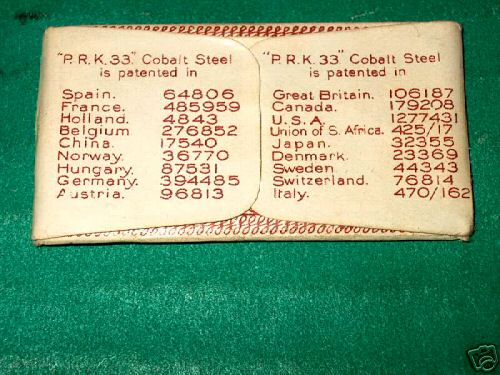 "P.R.K. 33." Cobalt Steel
is patented in
Spain. 64806
France. 485959
Holland. 4843
Belgium 276852
China. 17540
Norway. 36770
Hungary. 87531
Germany. 394485
Austria. 96813
"P.R.K. 33." Cobalt Steel
is patented in
Great Britain. 106187
Canada. 179208
U.S.A. 1277431
Union of S. Africa. 425/17
Japan. 32355
Denmark. 23369
Sweden. 44343
Switzerland. 76814
Italy. 470/162